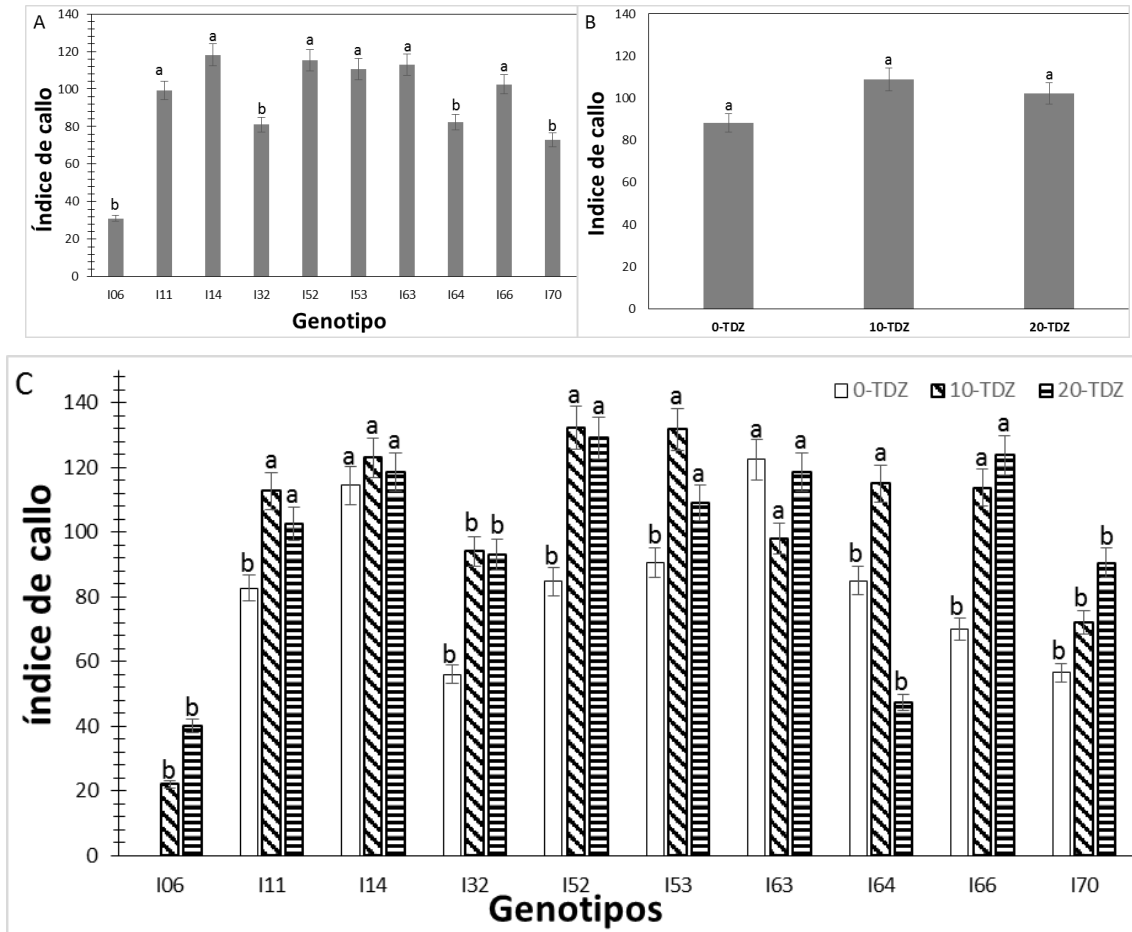 A
140
120
100
80
60
40
20
0
Índice de callo
b
a
a
b
a
a
a
b
a
b
I06 I11 I14 I32 I52 I53 I63 I64 I66 I70
Genotipo
B
140
120
100
80
60
40
20
0
Indice de callo
a
a
a
0-TDZ 10-TDZ 20-TDZ
C
0-TDZ 10-TDZ 20-TDZ
140
120
100
80
60
40
20
0
índice de callo
b b
b a a
a a a
b b b
b a a
b a a
a a a
b a b
b a a
b b b
I06 I11 I14 I32 I52 I53 I63 I64 I66 I70
Genotipos